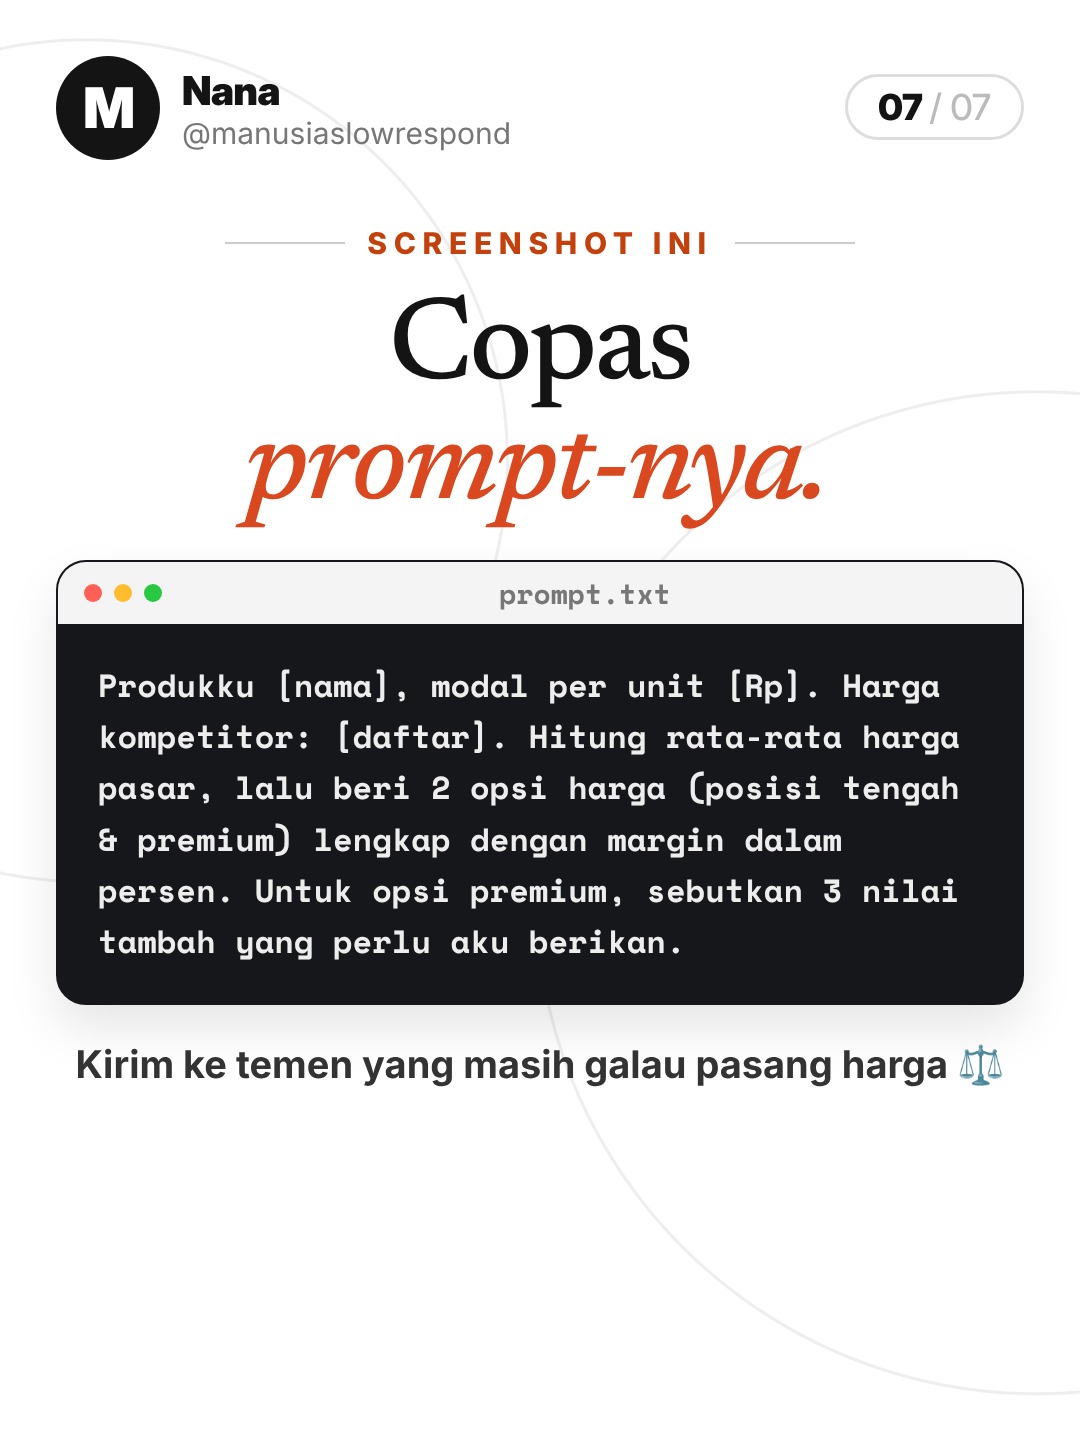 M
Nana
@manusiaslowrespond
07 / 07
SCREENSHOT INI
Copas
prompt-nya.
prompt.txt
Produkku [nama], modal per unit [Rp]. Harga
kompetitor: [daftar]. Hitung rata-rata harga
pasar, lalu beri 2 opsi harga (posisi tengah
& premium) lengkap dengan margin dalam
persen. Untuk opsi premium, sebutkan 3 nilai
tambah yang perlu aku berikan.
Kirim ke temen yang masih galau pasang harga ⚖️